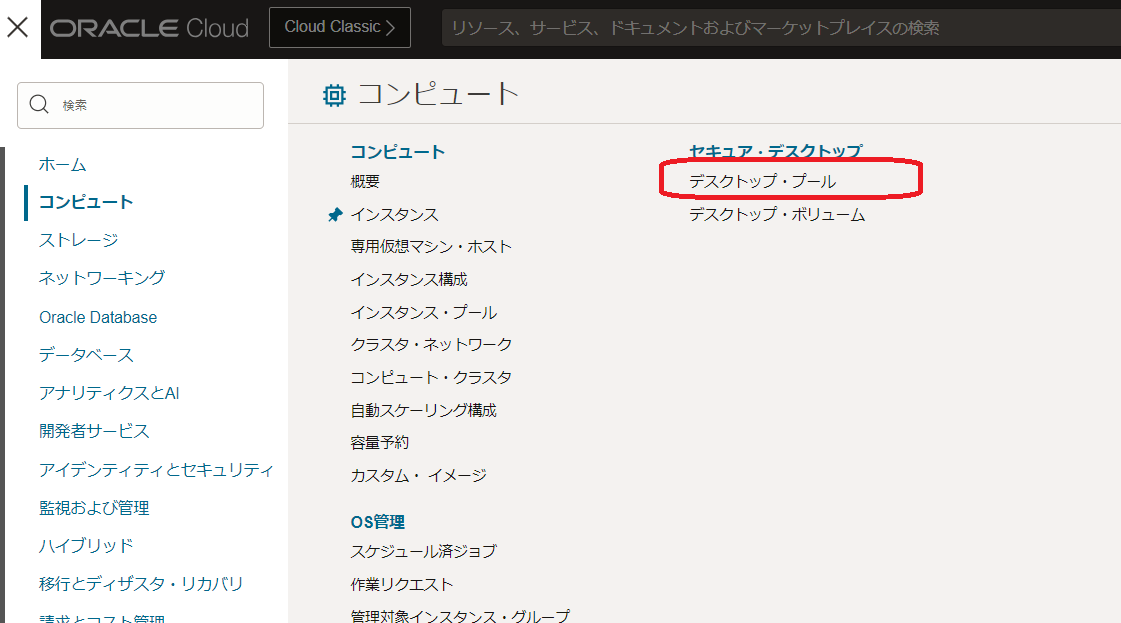 ORACLE Cloud
Cloud Classic
リソース、サービス、ドキュメントおよびマーケットプレイスの検索
検索
ホーム
コンピュート
ストレージ
ネットワーキング
Oracle Database
データベース
アナリティクスとAI
開発者サービス
アイデンティティとセキュリティ
監視および管理
ハイブリッド
移行とディザスタ・リカバリ
請求とコスト管理
コンピュート
コンピュート
概要
インスタンス
専用仮想マシン・ホスト
インスタンス構成
インスタンス・プール
クラスタ・ネットワーク
コンピュート・クラスタ
自動スケーリング構成
容量予約
カスタム・ イメージ
OS管理
スケジュール済ジョブ
作業リクエスト
管理対象インスタンス・グループ
セキュア・デスクトップ
デスクトップ・プール
デスクトップ・ボリューム